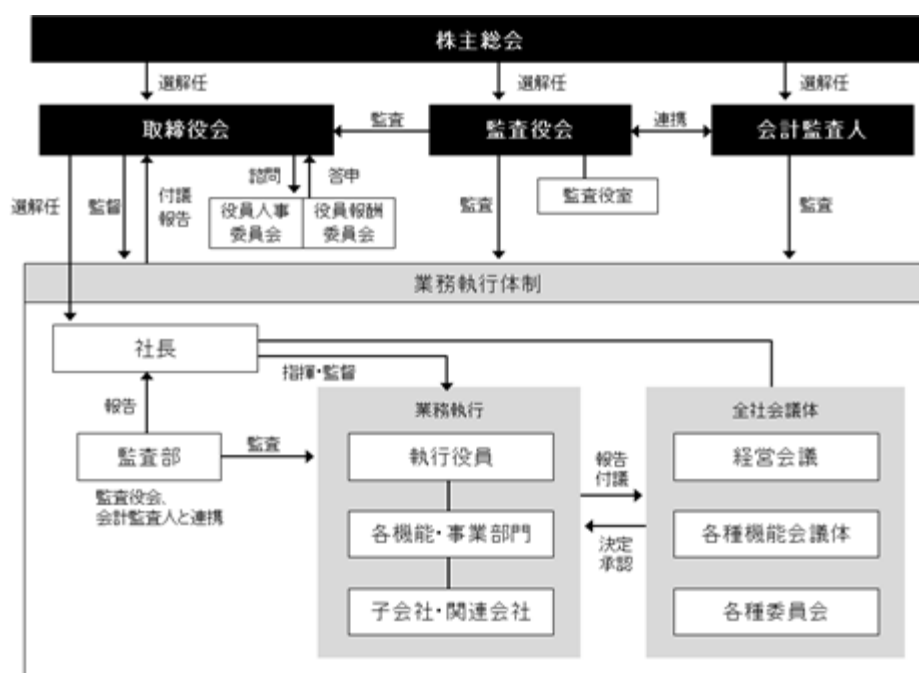 株主総会
選解任
選解任
選解任
取締役会
監査
監査役会
連携
会計監査人
諮問
答申
選解任
監督
付議
報告
役員人事
委員会
役員報酬
委員会
監査
監査役室
監査
業務執行体制
社長
指揮・監督
報告
業務執行
全社会議体
監査部
監査
執行役員
経営会議
監査役会、
会計監査人と連携
報告
付議
各機能・事業部門
各種機能会議体
決定
承認
子会社・関連会社
各種委員会